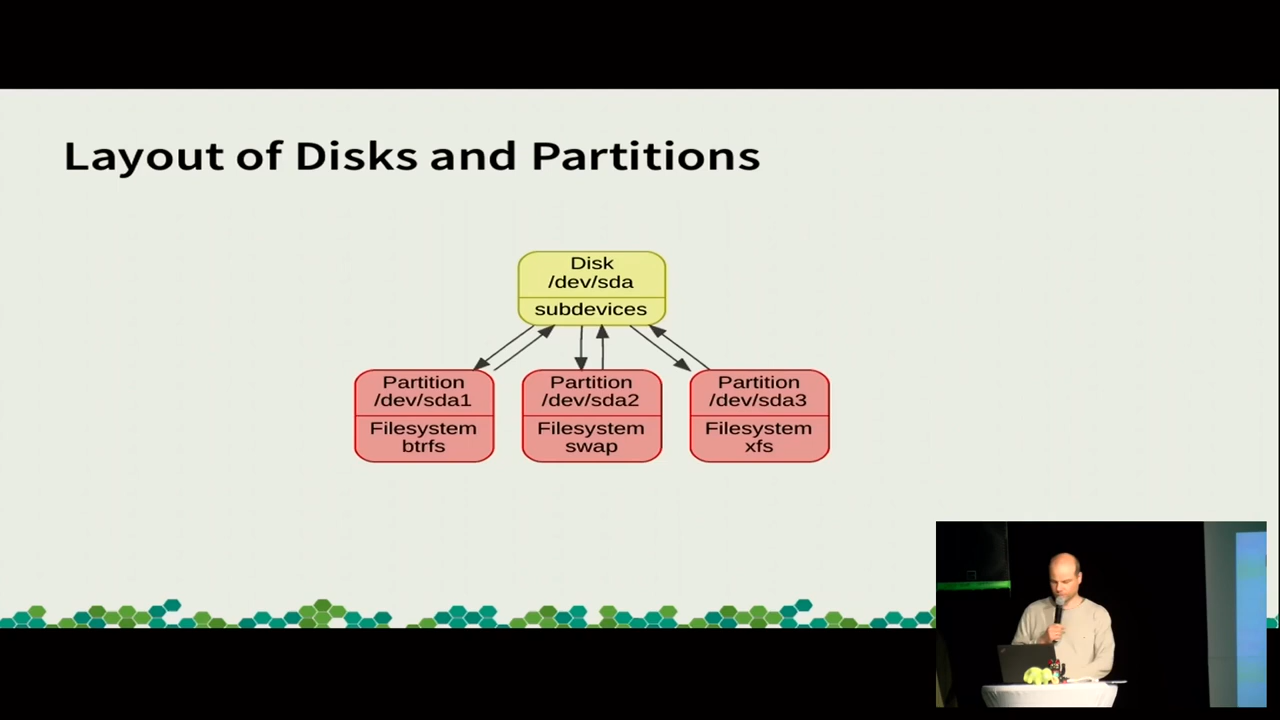 Layout of Disks and Partitions
Disk
/dev/sda
subdevices
Partition
/dev/sda1
Filesystem
btrfs
Partition
/dev/sda2
Filesystem
swap
Partition
/dev/sda3
Filesystem
xfs